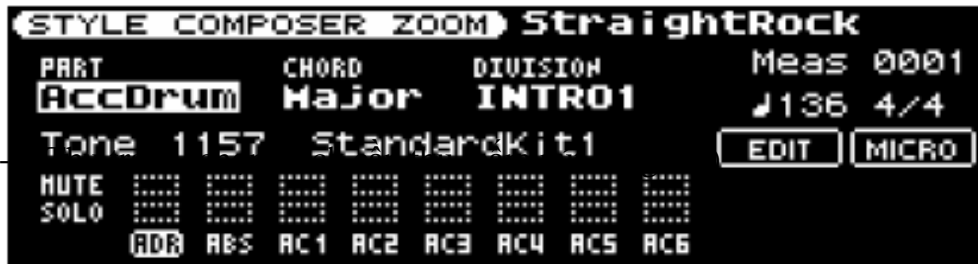 STYLE COMPOSER ZOOM StraightRock
PART CHORD DIVISION Meas 0001
AccDrum Major INTRO1 ♩136 4/4
Tone 1157 StandardKit1 EDIT MICRO
MUTE
SOLO
ADR ABS AC1 AC2 AC3 AC4 AC5 AC6